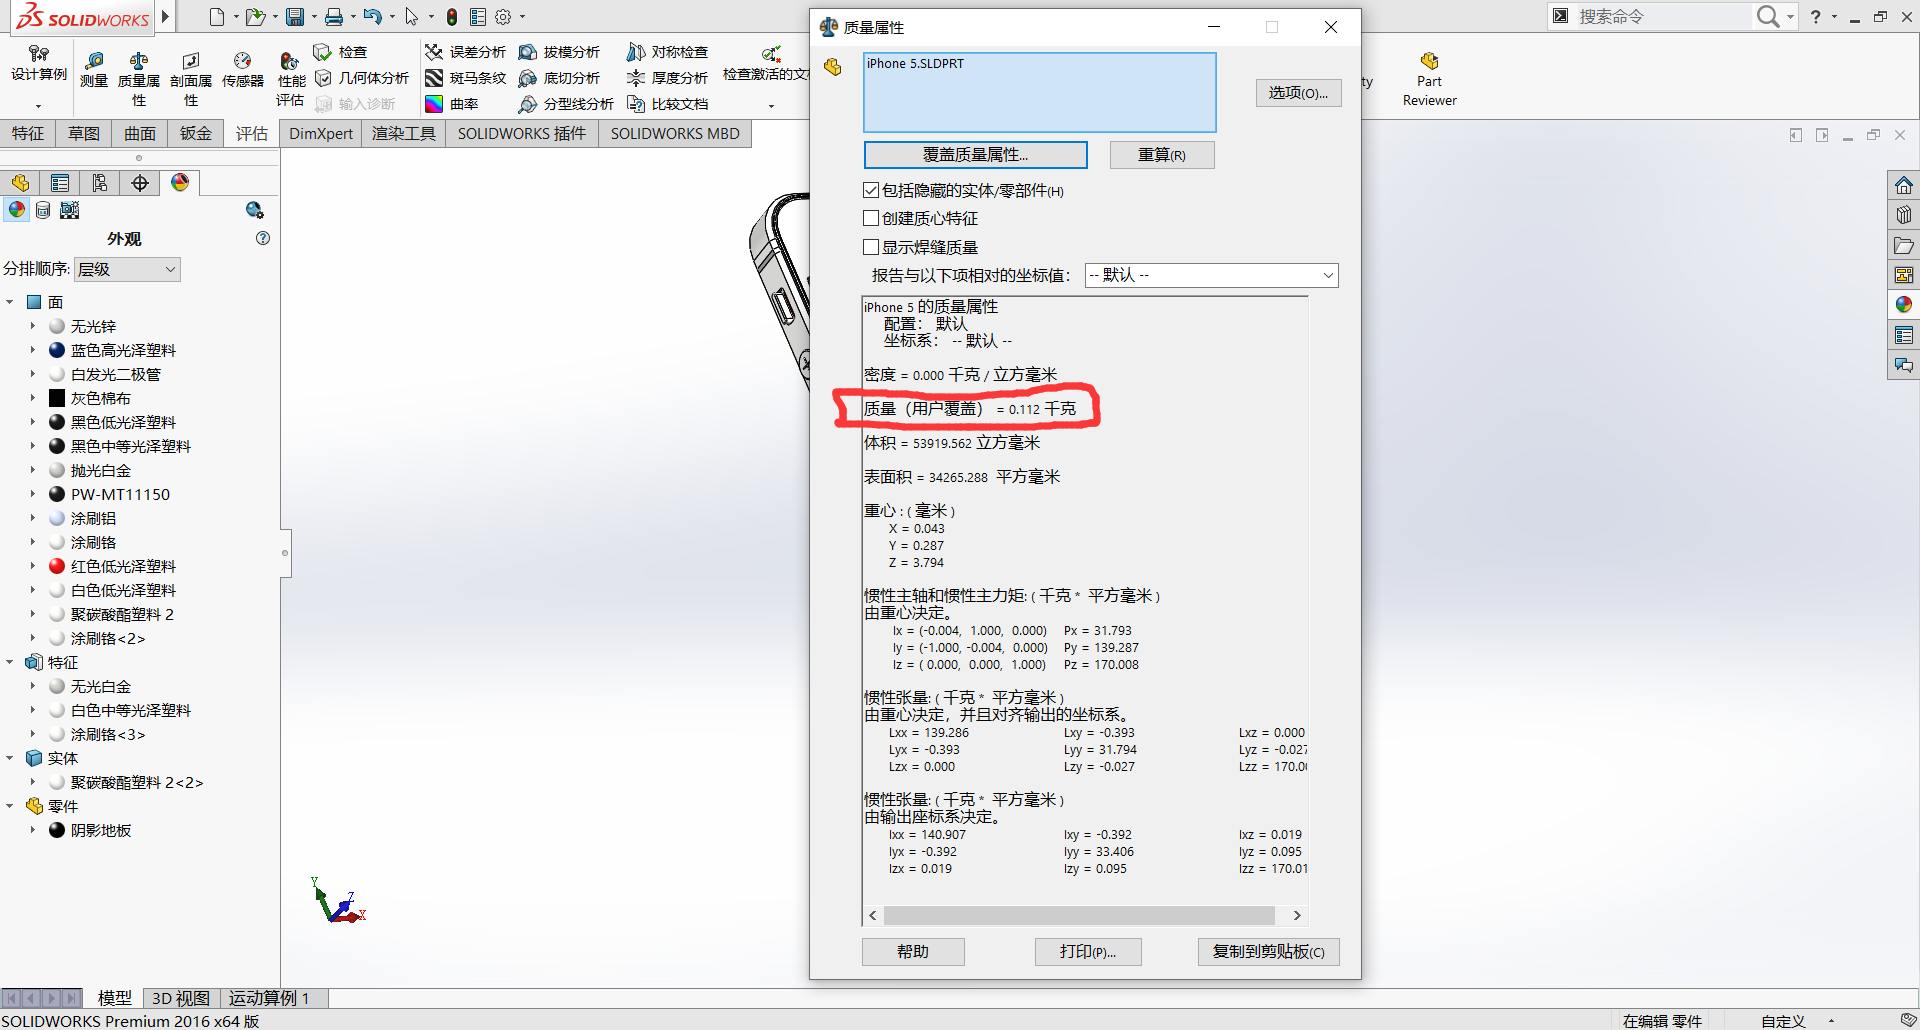 SOLIDWORKS
搜索命令
设计算例
测量
质量属性
剖面属性
传感器
性能评估
检查
几何体分析
输入诊断
误差分析
斑马条纹
曲率
拔模分析
底切分析
分型线分析
对称检查
厚度分析
比较文档
检查激活的文
ty
Part Reviewer
特征
草图
曲面
钣金
评估
DimXpert
渲染工具
SOLIDWORKS 插件
SOLIDWORKS MBD
外观
分排顺序:
层级
面
无光锌
蓝色高光泽塑料
白发光二极管
灰色棉布
黑色低光泽塑料
黑色中等光泽塑料
抛光白金
PW-MT11150
涂刷铝
涂刷铬
红色低光泽塑料
白色低光泽塑料
聚碳酸酯塑料 2
涂刷铬<2>
特征
无光白金
白色中等光泽塑料
涂刷铬<3>
实体
聚碳酸酯塑料 2<2>
零件
阴影地板
Y
Z
X
质量属性
iPhone 5.SLDPRT
选项(O)...
覆盖质量属性...
重算(R)
包括隐藏的实体/零部件(H)
创建质心特征
显示焊缝质量
报告与以下项相对的坐标值：
-- 默认 --
iPhone 5 的质量属性
配置： 默认
坐标系： -- 默认 --
密度 = 0.000 千克 / 立方毫米
质量（用户覆盖） = 0.112 千克
体积 = 53919.562 立方毫米
表面积 = 34265.288 平方毫米
重心 : ( 毫米 )
X = 0.043
Y = 0.287
Z = 3.794
惯性主轴和惯性主力矩: ( 千克 * 平方毫米 )
由重心决定。
Ix = (-0.004, 1.000, 0.000) Px = 31.793
Iy = (-1.000, -0.004, 0.000) Py = 139.287
Iz = ( 0.000, 0.000, 1.000) Pz = 170.008
惯性张量: ( 千克 * 平方毫米 )
由重心决定，并且对齐输出的坐标系。
Lxx = 139.286 Lxy = -0.393 Lxz = 0.000
Lyx = -0.393 Lyy = 31.794 Lyz = -0.027
Lzx = 0.000 Lzy = -0.027 Lzz = 170.00
惯性张量: ( 千克 * 平方毫米 )
由输出座标系决定。
Ixx = 140.907 Ixy = -0.392 Ixz = 0.019
Iyx = -0.392 Iyy = 33.406 Iyz = 0.095
Izx = 0.019 Izy = 0.095 Izz = 170.01
帮助
打印(P)...
复制到剪贴板(C)
模型
3D 视图
运动算例 1
SOLIDWORKS Premium 2016 x64 版
在编辑 零件
自定义